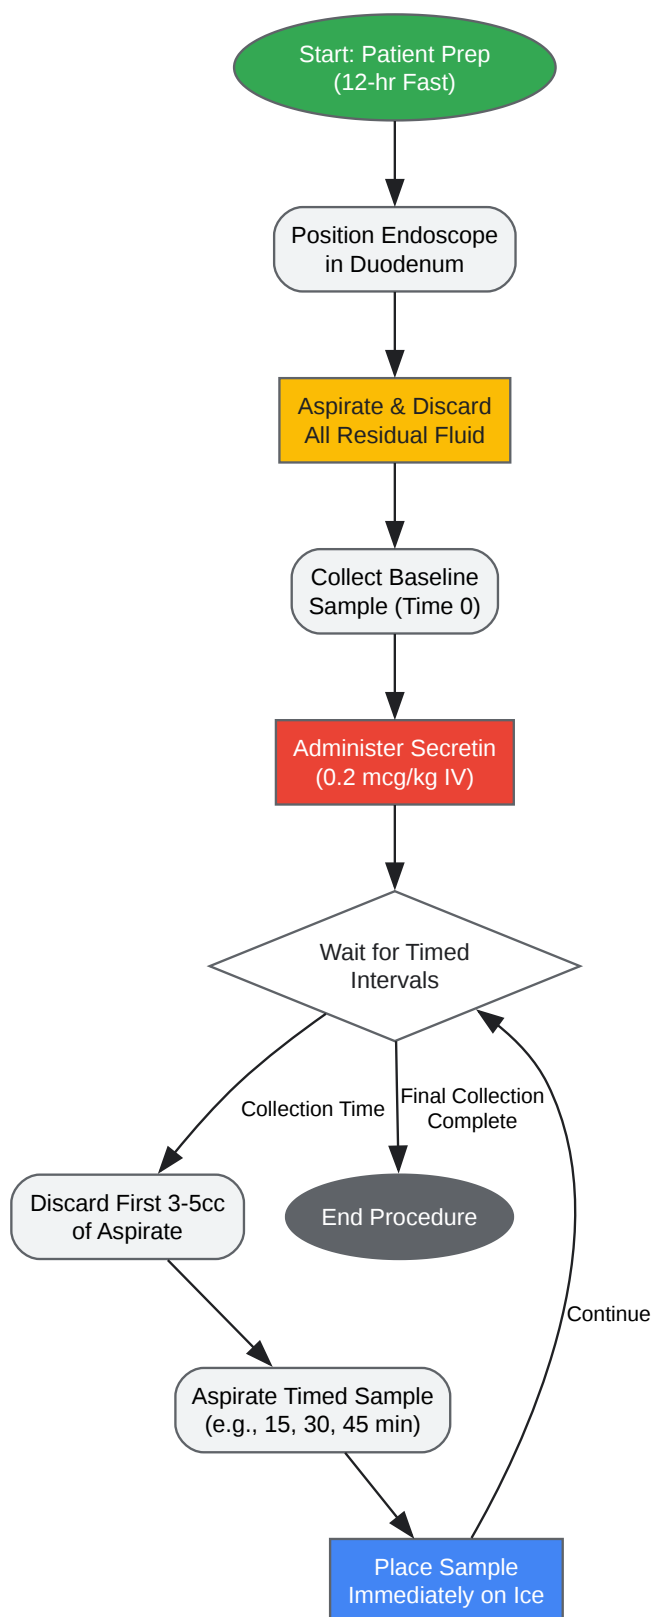 Start: Patient Prep
(12-hr Fast)
Position Endoscope
in Duodenum
Aspirate & Discard
All Residual Fluid
Collect Baseline
Sample (Time 0)
Administer Secretin
(0.2 mcg/kg IV)
Wait for Timed
Intervals
Collection Time
Final Collection
Complete
Discard First 3-5cc
of Aspirate
End Procedure
Continue
Aspirate Timed Sample
(e.g., 15, 30, 45 min)
Place Sample
Immediately on Ice